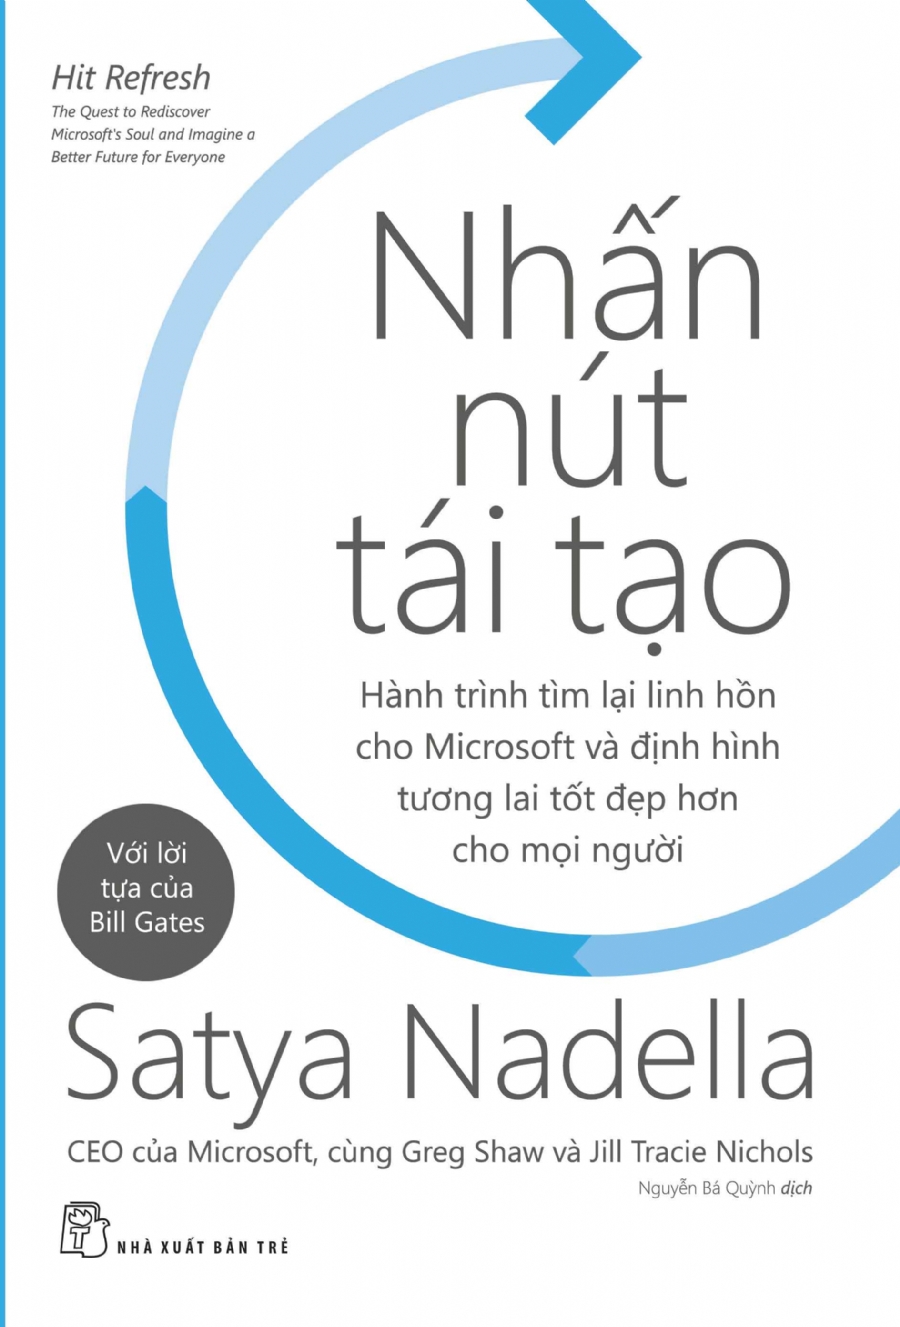 Hit Refresh
The Quest to Rediscover
Microsoft's Soul and Imagine a
Better Future for Everyone
Nhấn
nút
tái tạo
Hành trình tìm lại linh hồn
cho Microsoft và định hình
tương lai tốt đẹp hơn
cho mọi người
Với lời
tựa của
Bill Gates
Satya Nadella
CEO của Microsoft, cùng Greg Shaw và Jill Tracie Nichols
Nguyễn Bá Quỳnh dịch
T
NHÀ XUẤT BẢN TRẺ